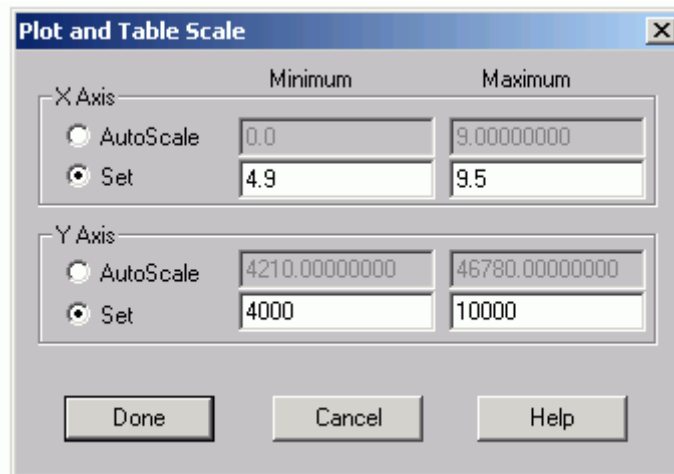 Plot and Table Scale
Minimum Maximum
X Axis
AutoScale 0.0 9.00000000
Set 4.9 9.5
Y Axis
AutoScale 4210.00000000 46780.00000000
Set 4000 10000
Done Cancel Help